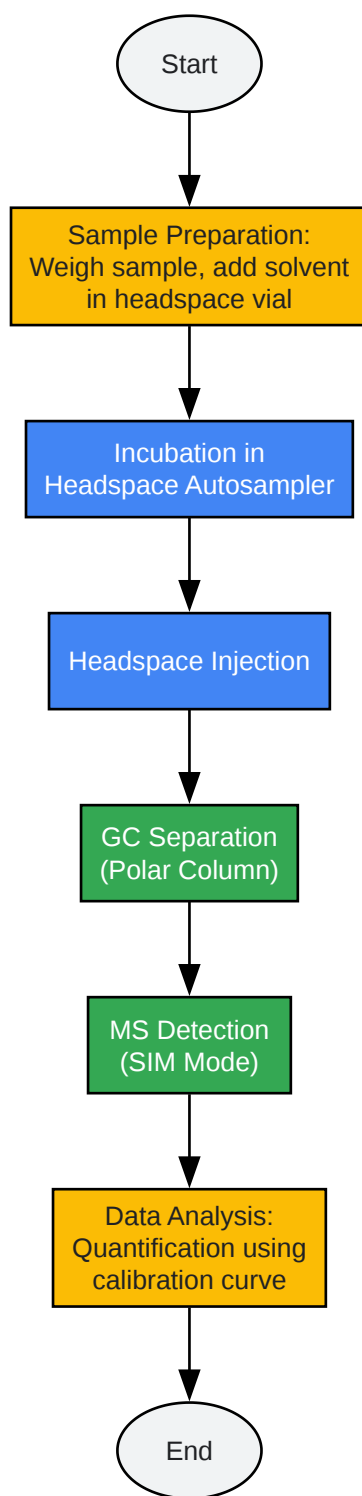 Start
Sample Preparation:
Weigh sample, add solvent
in headspace vial
Incubation in
Headspace Autosampler
Headspace Injection
GC Separation
(Polar Column)
MS Detection
(SIM Mode)
Data Analysis:
Quantification using
calibration curve
End